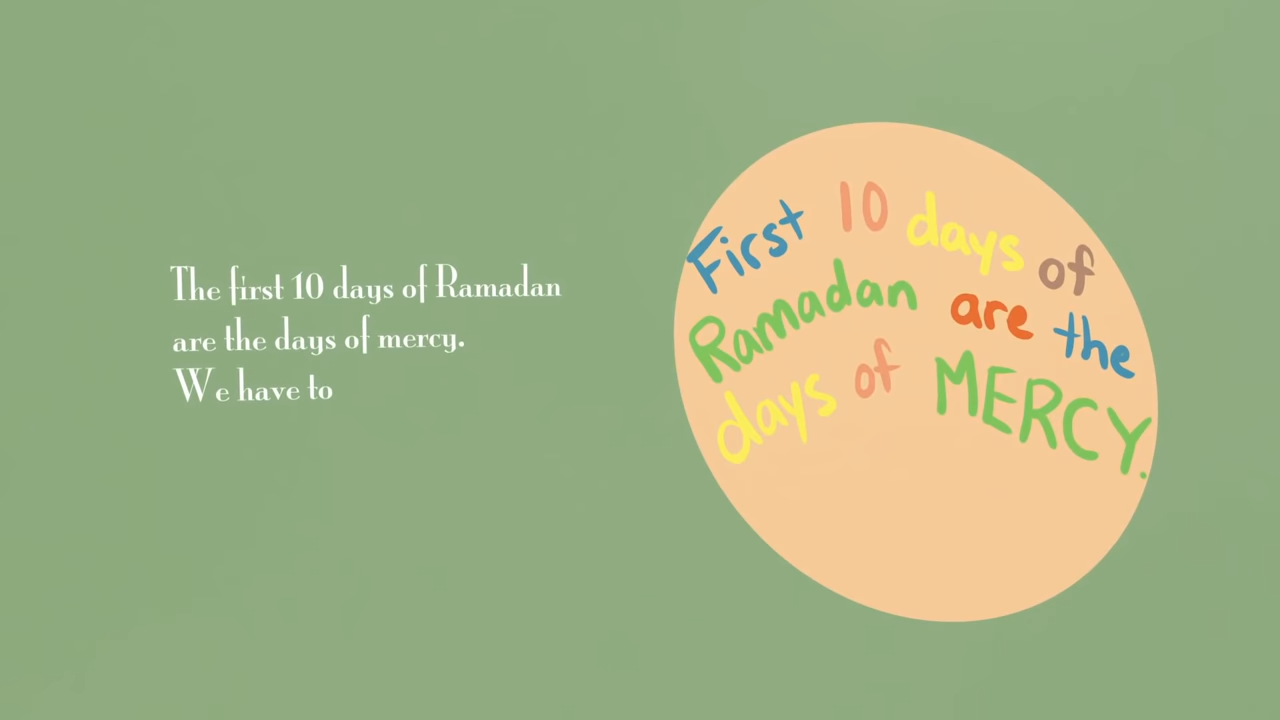 The first 10 days of Ramadan
are the days of mercy.
We have to
First 10 days of
Ramadan are the
days of MERCY.